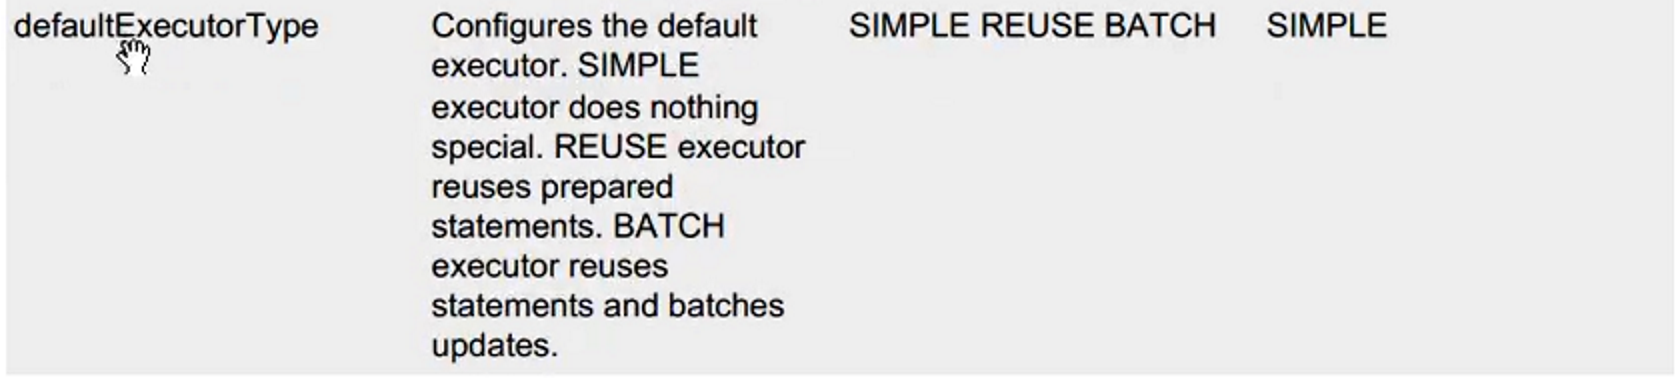 defaultExecutorType Configures the default SIMPLE REUSE BATCH SIMPLE
executor. SIMPLE
executor does nothing
special. REUSE executor
reuses prepared
statements. BATCH
executor reuses
statements and batches
updates.